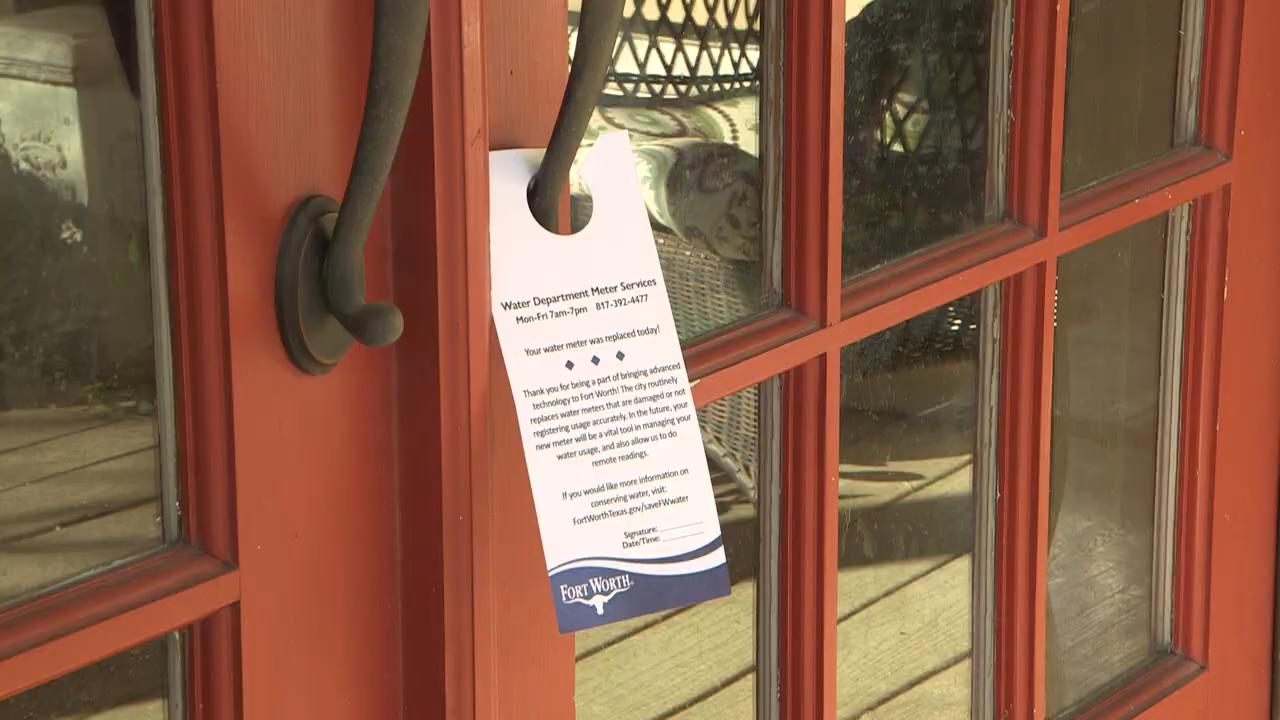 Water Department Meter Services
Mon-Fri 7am-7pm 817-392-4477
Your water meter was replaced today!
Thank you for being a part of bringing advanced
technology to Fort Worth! The city routinely
replaces water meters that are damaged or not
registering usage accurately. In the future, your
new meter will be a vital tool in managing your
water usage, and also allow us to do
remote readings.
If you would like more information on
conserving water, visit:
FortWorthTexas.gov/saveFWwater
Signature:
Date/Time:
FORT WORTH